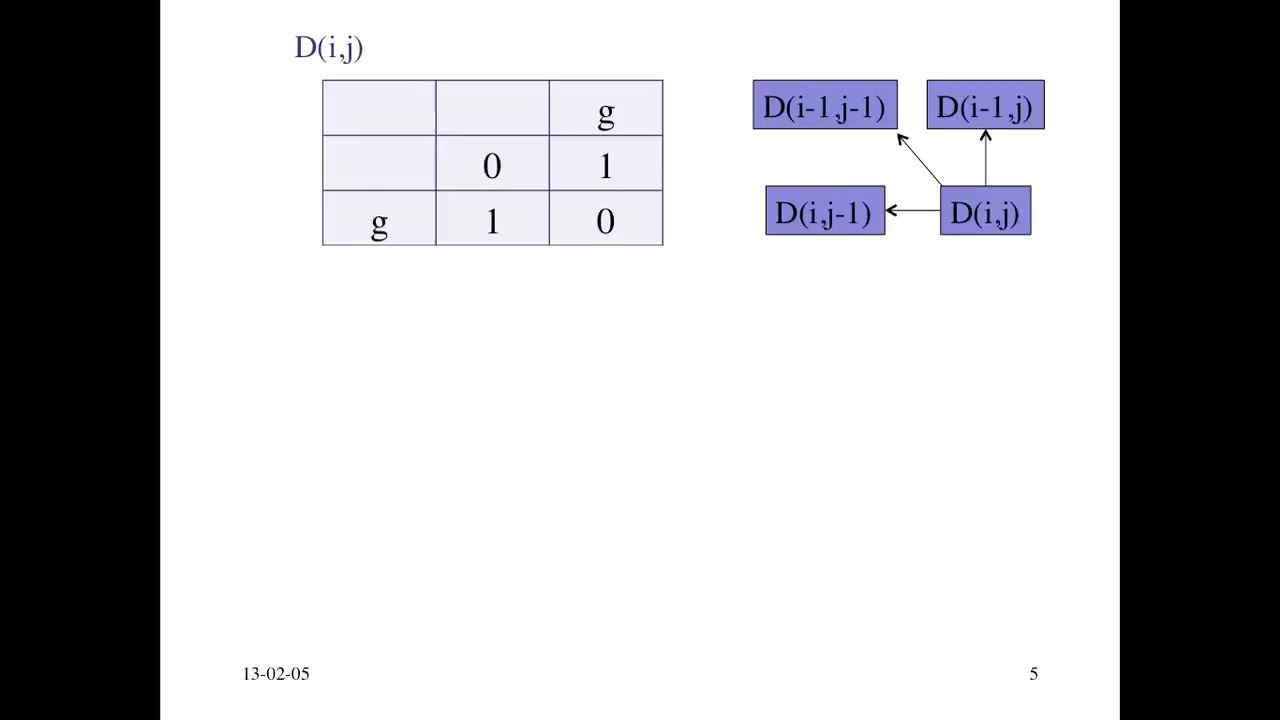 D(i,j)
g
0 1
g 1 0
D(i-1,j-1) D(i-1,j)
D(i,j-1) D(i,j)
13-02-05 5